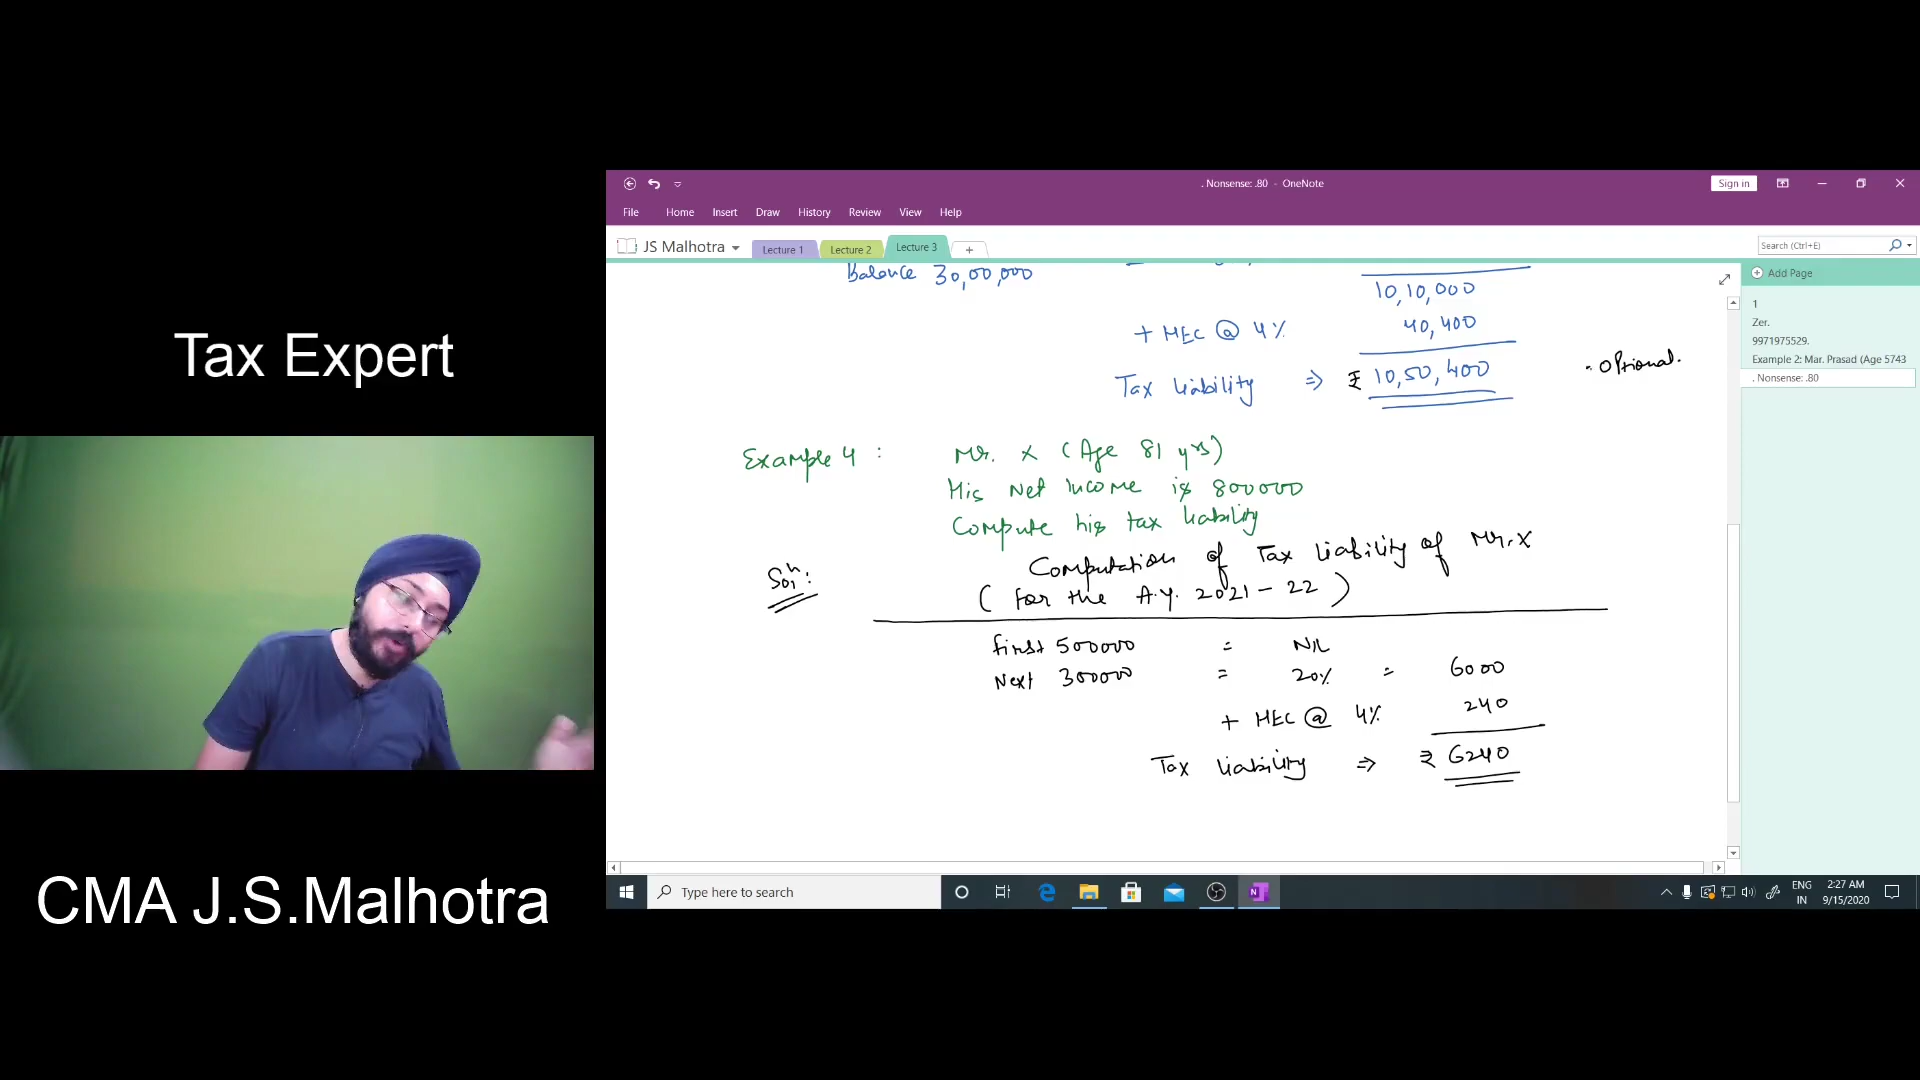 Tax Expert
CMA J.S.Malhotra
. Nonsense: .80 - OneNote
Sign in
File Home Insert Draw History Review View Help
JS Malhotra
Lecture 1
Lecture 2
Lecture 3
+
Search (Ctrl+E)
Add Page
1
Zer.
9971975529.
Example 2: Mar. Prasad (Age 5743
. Nonsense: .80
Balance 30,00,000
10,10,000
+ HEC @ 4% 40,400
Tax liability ⇒ ₹ 10,50,400
. Optional.
Example 4 : Mr. X (Age 81 yrs)
His Net Income is 800000
Compute his tax liability
Soln: Computation of Tax liability of Mr. X
(For the A.Y. 2021-22)
first 500000 = NIL
Next 300000 = 20% = 6000
+ HEC @ 4% 240
Tax liability ⇒ ₹ 6240
Type here to search
ENG
IN
2:27 AM
9/15/2020